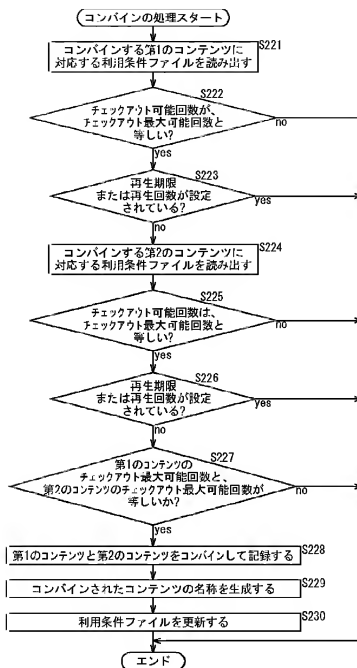 コンバインの処理スタート
S221
コンバインする第1のコンテンツに
対応する利用条件ファイルを読み出す
S222
チェックアウト可能回数が、
チェックアウト最大可能回数と
等しい?
no
yes
S223
再生期限
または再生回数が設定
されている?
yes
no
S224
コンバインする第2のコンテンツに
対応する利用条件ファイルを読み出す
S225
チェックアウト可能回数は、
チェックアウト最大可能回数と
等しい?
no
yes
S226
再生期限
または再生回数が設定
されている?
yes
no
S227
第1のコンテンツの
チェックアウト最大可能回数と、
第2のコンテンツのチェックアウト最大可能回数が
等しいか?
no
yes
第1のコンテンツと第2のコンテンツをコンバインして記録する
S228
コンバインされたコンテンツの名称を生成する
S229
利用条件ファイルを更新する
S230
エンド